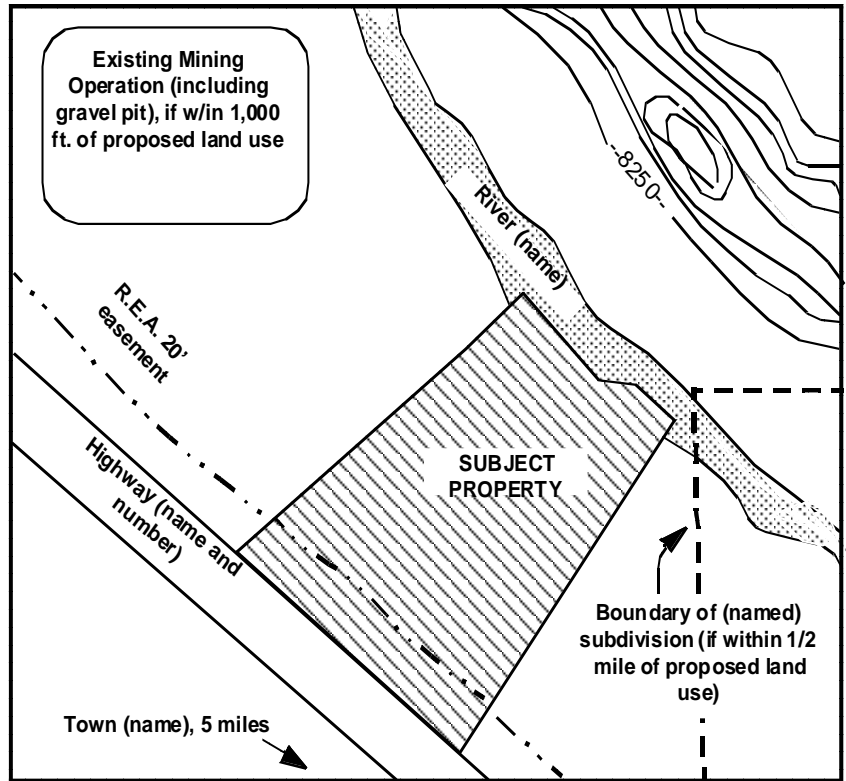 Existing Mining
Operation (including
gravel pit), if w/in 1,000
ft. of proposed land use
--8250-
River (name)
R.E.A. 20'
easement
Highway (name and
number)
SUBJECT
PROPERTY
Boundary of (named)
subdivision (if within 1/2
mile of proposed land
use)
Town (name), 5 miles